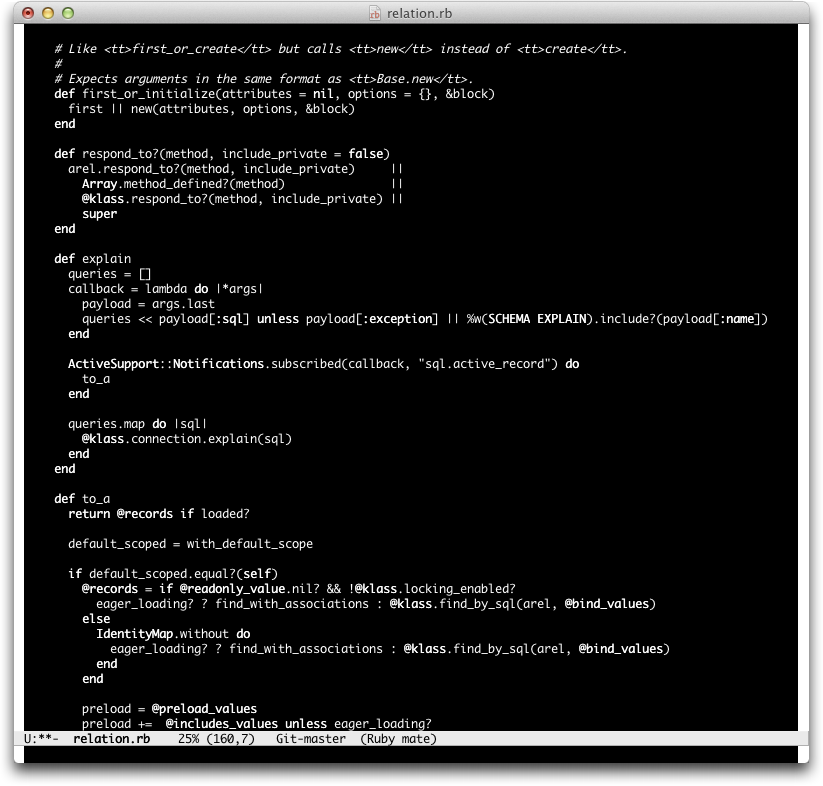 relation.rb
# Like <tt>first_or_create</tt> but calls <tt>new</tt> instead of <tt>create</tt>.
#
# Expects arguments in the same format as <tt>Base.new</tt>.
def first_or_initialize(attributes = nil, options = {}, &block)
  first || new(attributes, options, &block)
end

def respond_to?(method, include_private = false)
  arel.respond_to?(method, include_private)     ||
    Array.method_defined?(method)               ||
    @klass.respond_to?(method, include_private) ||
    super
end

def explain
  queries = []
  callback = lambda do |*args|
    payload = args.last
    queries << payload[:sql] unless payload[:exception] || %w(SCHEMA EXPLAIN).include?(payload[:name])
  end

  ActiveSupport::Notifications.subscribed(callback, "sql.active_record") do
    to_a
  end

  queries.map do |sql|
    @klass.connection.explain(sql)
  end
end

def to_a
  return @records if loaded?

  default_scoped = with_default_scope

  if default_scoped.equal?(self)
    @records = if @readonly_value.nil? && !@klass.locking_enabled?
      eager_loading? ? find_with_associations : @klass.find_by_sql(arel, @bind_values)
    else
      IdentityMap.without do
        eager_loading? ? find_with_associations : @klass.find_by_sql(arel, @bind_values)
      end
    end

    preload = @preload_values
    preload +=  @includes_values unless eager_loading?
U:**-  relation.rb    25% (160,7)   Git-master  (Ruby mate)